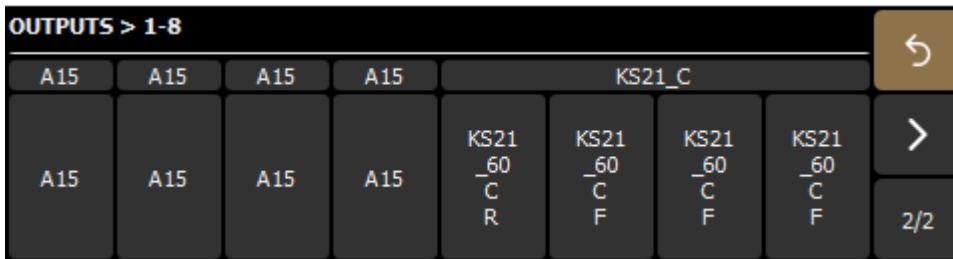 OUTPUTS > 1-8
A15 A15 A15 A15 KS21_C
A15 A15 A15 A15
KS21 KS21 KS21 KS21
_60 _60 _60 _60
C C C C
R F F F
2/2